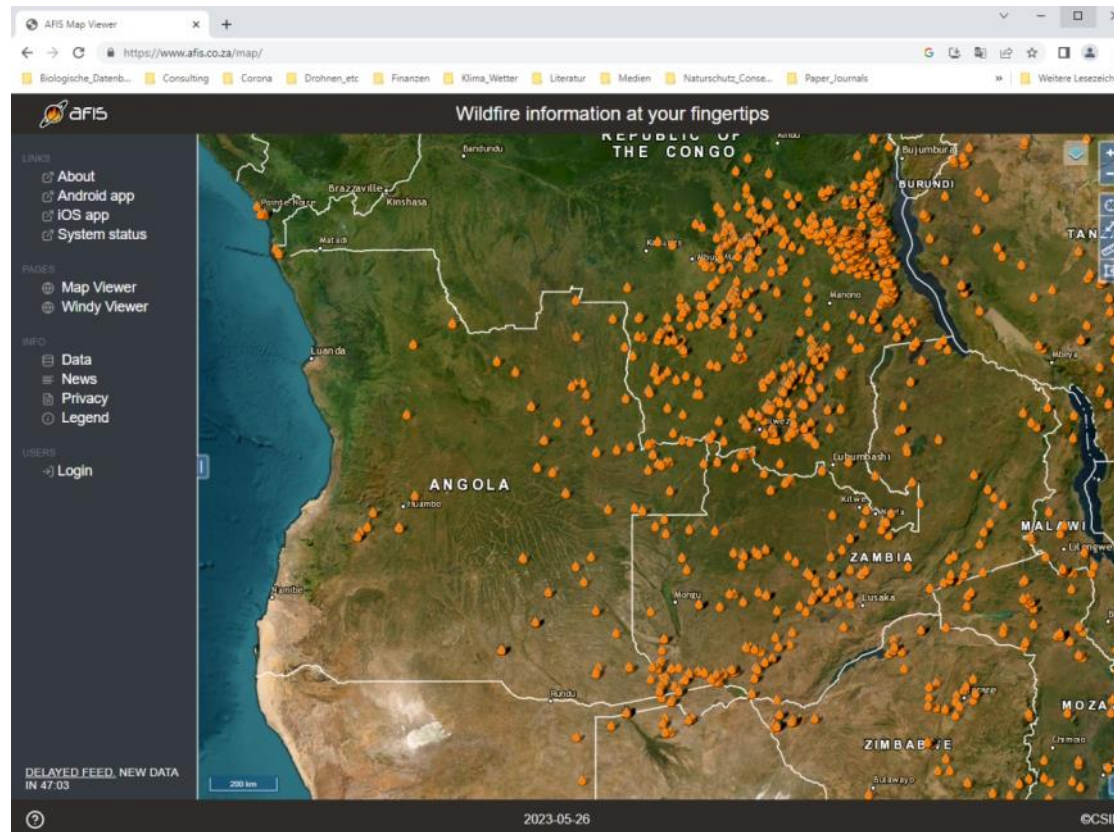 AFIS Map Viewer
https://www.afis.co.za/map/
Biologische_Datenb...
Consulting
Corona
Drohnen_etc
Finanzen
Klima_Wetter
Literatur
Medien
Naturschutz_Conse...
Paper_Journals
»
Weitere Lesezeich
afis
Wildfire information at your fingertips
LINKS
About
Android app
iOS app
System status
PAGES
Map Viewer
Windy Viewer
INFO
Data
News
Privacy
Legend
USERS
Login
DELAYED FEED, NEW DATA
IN 47:03
REPUBLIC OF
THE CONGO
Bandundu
Kindu
Bujumbura
BURUNDI
Brazzaville
Kinshasa
Pointe-Noire
Matadi
TAN
Manono
Luanda
Mbeya
Lubumbashi
ANGOLA
Huambo
Kitwe
MALAWI
Lilongwe
ZAMBIA
Namibe
Mongu
Lusaka
Rundu
MOZA
Chimoio
ZIMBABWE
Bulawayo
200 km
2023-05-26
©CSI